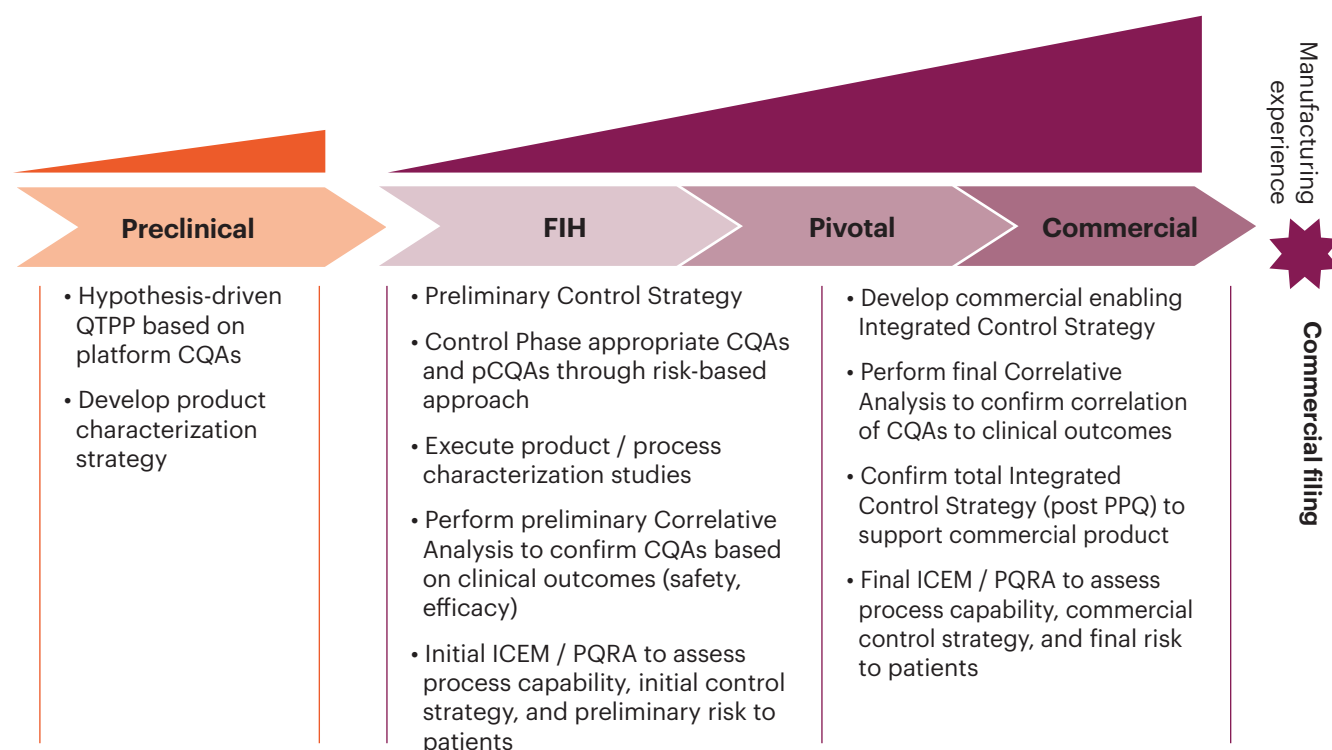 Manufacturing
experience
Preclinical
FIH
Pivotal
Commercial
• Hypothesis-driven
QTPP based on
platform CQAs
• Develop product
characterization
strategy
• Preliminary Control Strategy
• Control Phase appropriate CQAs
and pCQAs through risk-based
approach
• Execute product / process
characterization studies
• Perform preliminary Correlative
Analysis to confirm CQAs based
on clinical outcomes (safety,
efficacy)
• Initial ICEM / PQRA to assess
process capability, initial control
strategy, and preliminary risk to
patients
• Develop commercial enabling
Integrated Control Strategy
• Perform final Correlative
Analysis to confirm correlation
of CQAs to clinical outcomes
• Confirm total Integrated
Control Strategy (post PPQ) to
support commercial product
• Final ICEM / PQRA to assess
process capability, commercial
control strategy, and final risk
to patients
Commercial filing